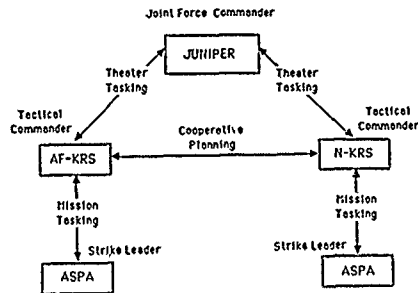 Joint Force Commander
JUNIPER
Theater
Tasking
Theater
Tasking
Tactical
Commander
Tactical
Commander
Cooperative
Planning
AF-KRS
N-KRS
Mission
Tasking
Mission
Tasking
Strike Leader
Strike Leader
ASPA
ASPA